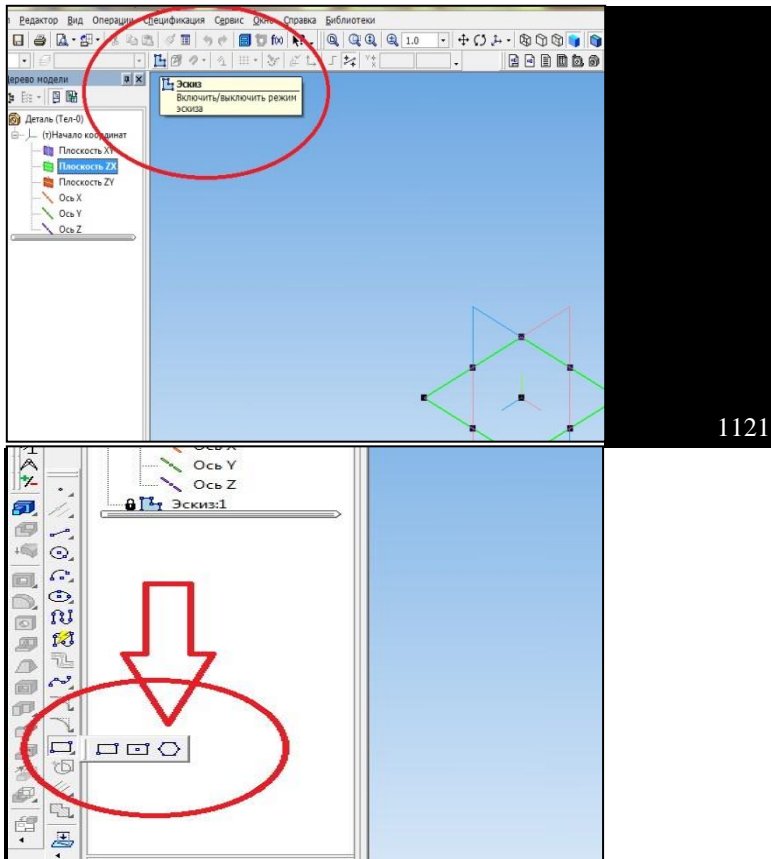 Редактор Вид Операции Спецификация Сервис Окно Справка Библиотеки
1.0
Дерево модели
Эскиз
Включить/выключить режим
эскиза
Деталь (Тел-0)
(т)Начало координат
Плоскость XY
Плоскость ZX
Плоскость ZY
Ось X
Ось Y
Ось Z
1121
Ось X
Ось Y
Ось Z
Эскиз:1